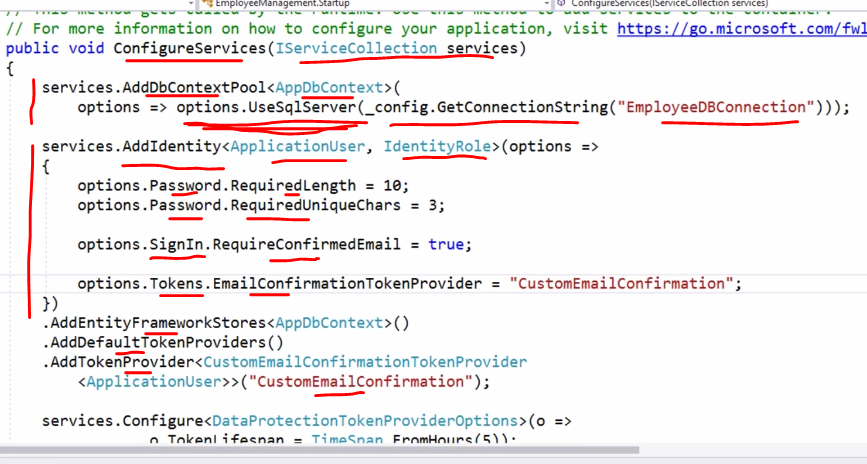 EmployeeManagement.Startup ConfigureServices(IServiceCollection services)
// This method gets called by the runtime. Use this method to add services to the container.
// For more information on how to configure your application, visit https://go.microsoft.com/fwl
public void ConfigureServices(IServiceCollection services)
{
services.AddDbContextPool<AppDbContext>(
options => options.UseSqlServer(_config.GetConnectionString("EmployeeDBConnection")));
services.AddIdentity<ApplicationUser, IdentityRole>(options =>
{
options.Password.RequiredLength = 10;
options.Password.RequiredUniqueChars = 3;
options.SignIn.RequireConfirmedEmail = true;
options.Tokens.EmailConfirmationTokenProvider = "CustomEmailConfirmation";
})
.AddEntityFrameworkStores<AppDbContext>()
.AddDefaultTokenProviders()
.AddTokenProvider<CustomEmailConfirmationTokenProvider
<ApplicationUser>>("CustomEmailConfirmation");
services.Configure<DataProtectionTokenProviderOptions>(o =>
o.TokenLifespan = TimeSpan.FromHours(5));